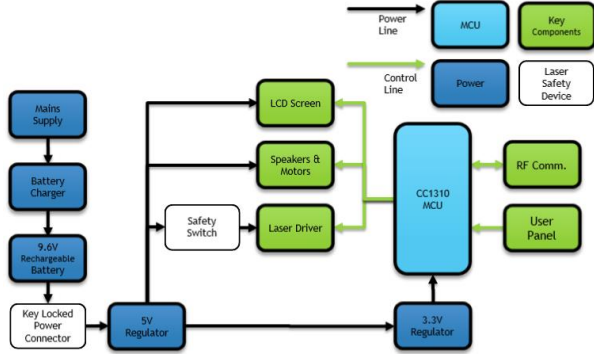 Power
Line
MCU
Key
Components
Control
Line
Power
Laser
Safety
Device
Mains
Supply
LCD Screen
Battery
Charger
Speakers &
Motors
CC1310
MCU
RF Comm.
Safety
Switch
Laser Driver
User
Panel
9.6V
Rechargeable
Battery
Key Locked
Power
Connector
5V
Regulator
3.3V
Regulator